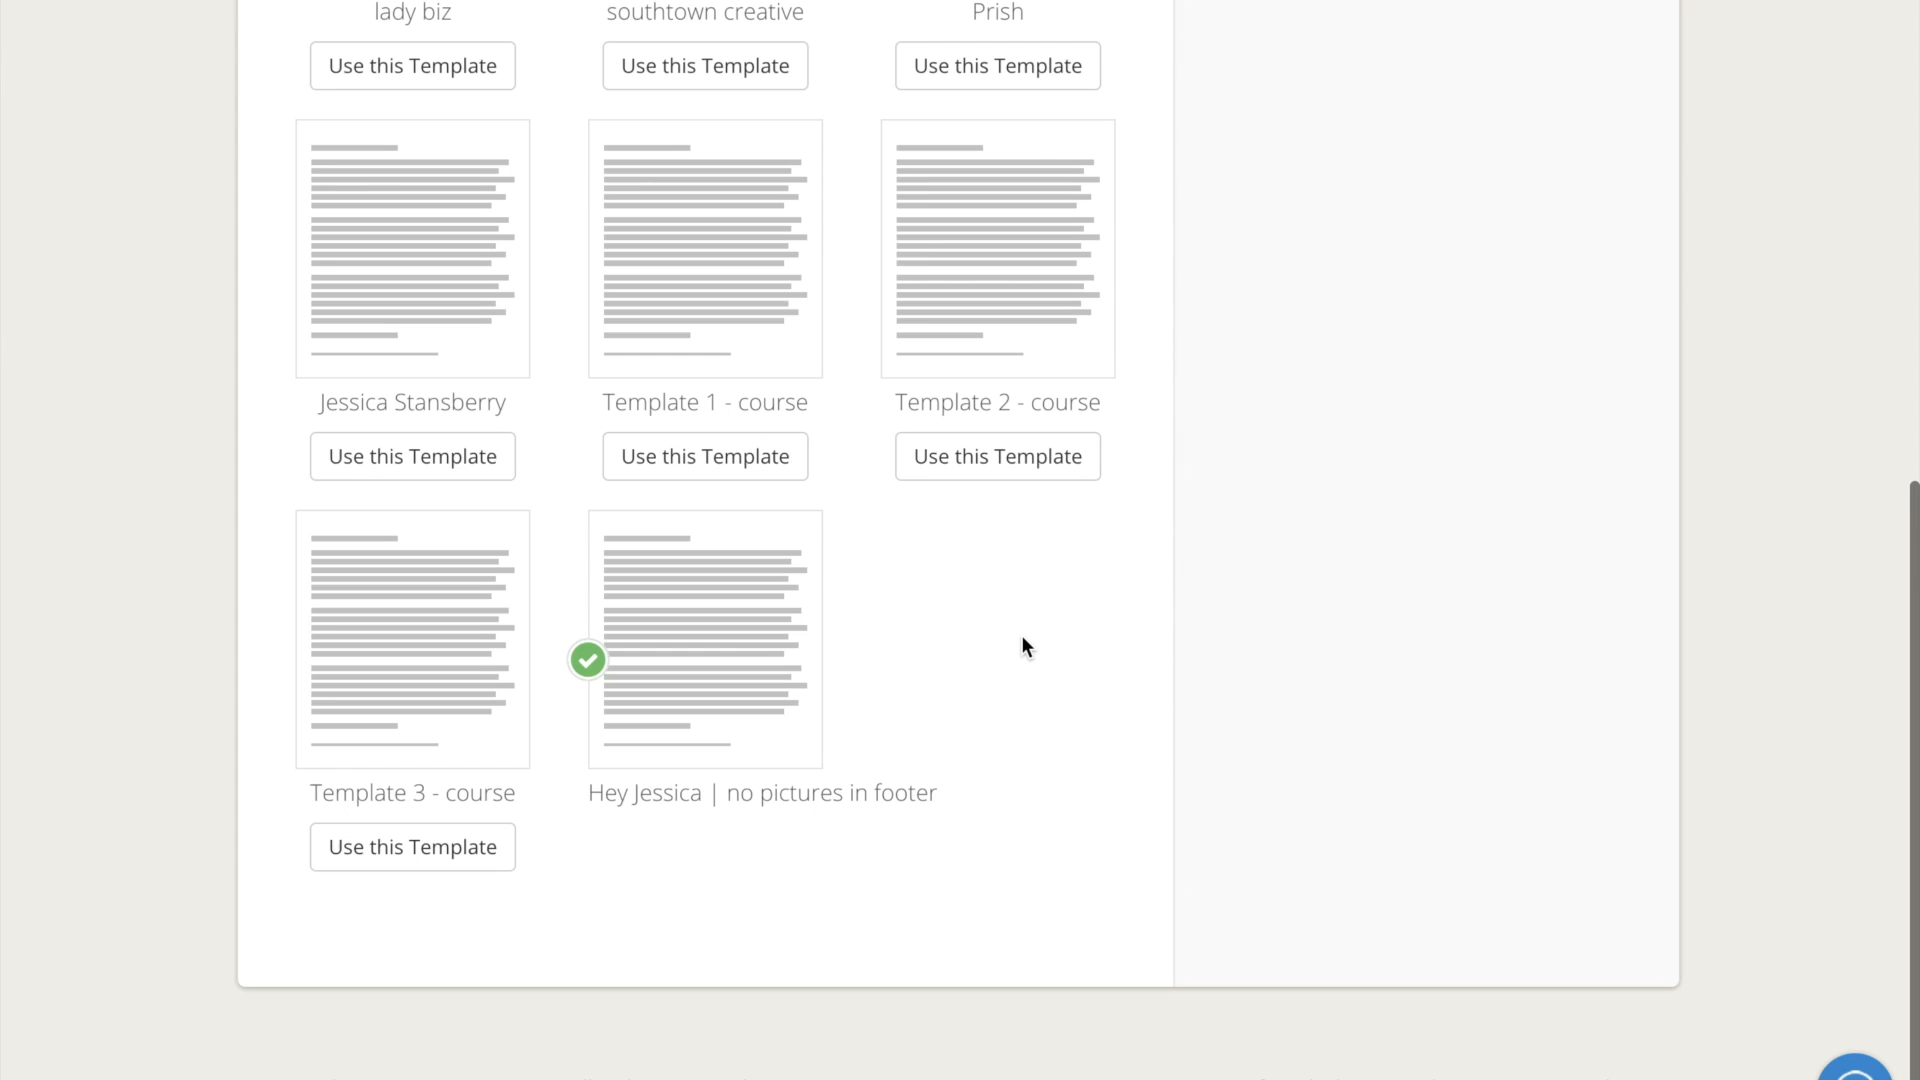 lady biz
southtown creative
Prish
Use this Template
Use this Template
Use this Template
Jessica Stansberry
Template 1 - course
Template 2 - course
Use this Template
Use this Template
Use this Template
Template 3 - course
Hey Jessica | no pictures in footer
Use this Template